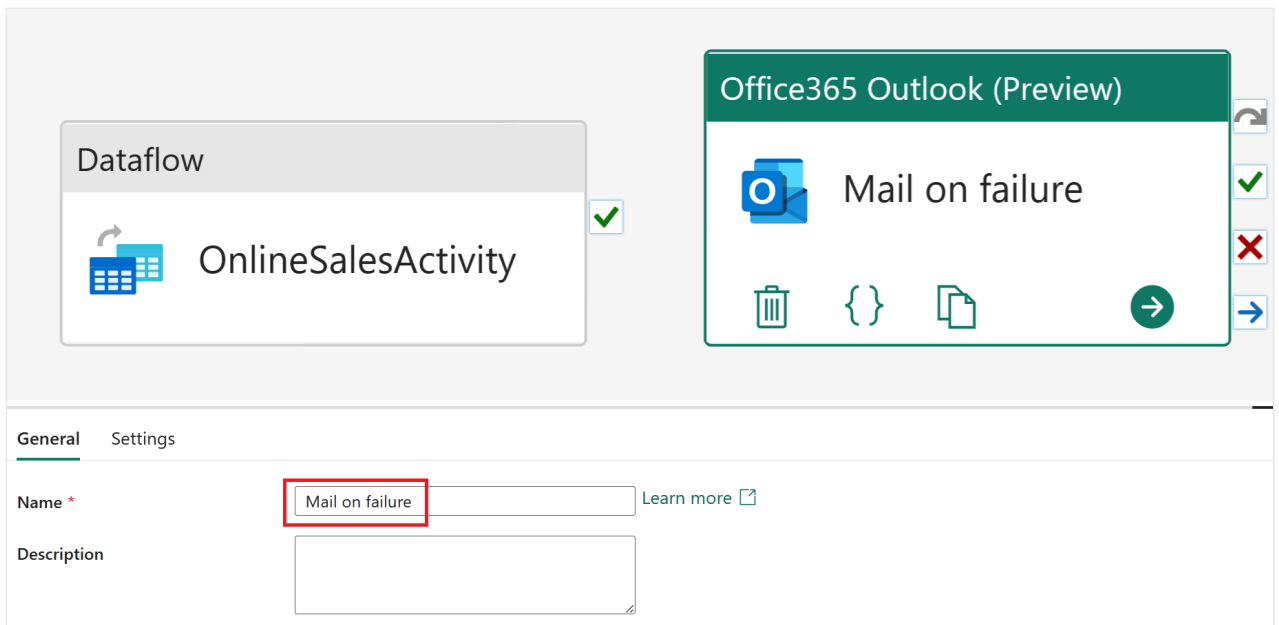 Office365 Outlook (Preview)
Dataflow
Mail on failure
OnlineSalesActivity
General Settings
Name * Mail on failure Learn more
Description